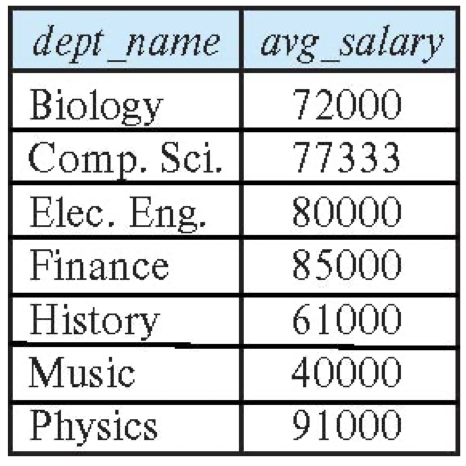 dept_name avg_salary
Biology 72000
Comp. Sci. 77333
Elec. Eng. 80000
Finance 85000
History 61000
Music 40000
Physics 91000